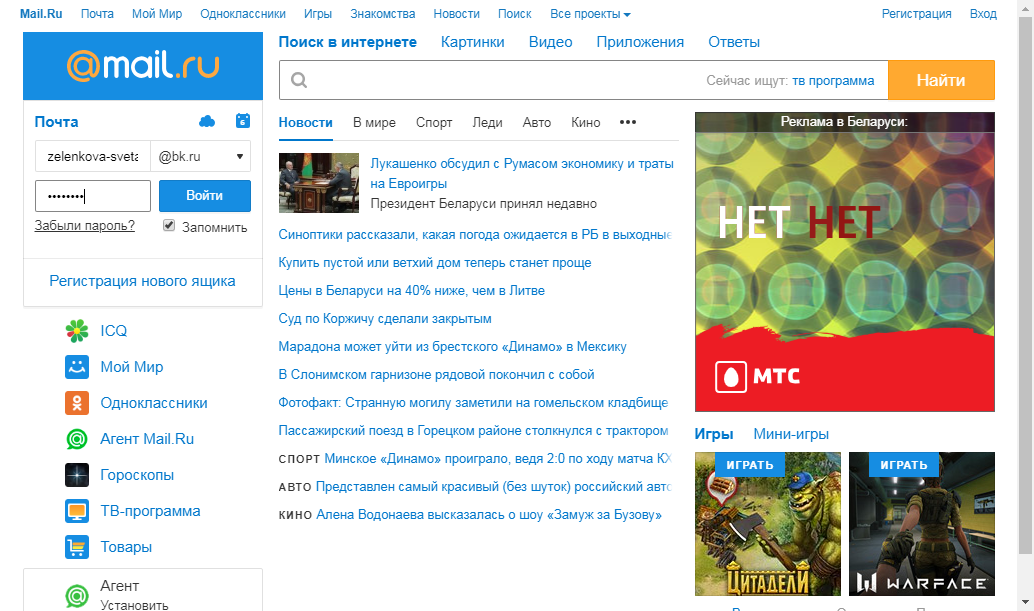 Mail.Ru Почта Мой Мир Одноклассники Игры Знакомства Новости Поиск Все проекты Регистрация Вход
@mail.ru
Поиск в интернете Картинки Видео Приложения Ответы
Сейчас ищут: тв программа Найти
Почта 6
zelenkova-sveta @bk.ru
•••••••• Войти
Забыли пароль? Запомнить
Регистрация нового ящика
ICQ
Мой Мир
Одноклассники
Агент Mail.Ru
Гороскопы
ТВ-программа
Товары
Агент
Установить
Новости В мире Спорт Леди Авто Кино •••
Лукашенко обсудил с Румасом экономику и траты
на Евроигры
Президент Беларуси принял недавно
Синоптики рассказали, какая погода ожидается в РБ в выходные
Купить пустой или ветхий дом теперь станет проще
Цены в Беларуси на 40% ниже, чем в Литве
Суд по Коржичу сделали закрытым
Марадона может уйти из брестского «Динамо» в Мексику
В Слонимском гарнизоне рядовой покончил с собой
Фотофакт: Странную могилу заметили на гомельском кладбище
Пассажирский поезд в Горецком районе столкнулся с трактором
СПОРТ Минское «Динамо» проиграло, ведя 2:0 по ходу матча КХ
АВТО Представлен самый красивый (без шуток) российский авто
КИНО Алена Водонаева высказалась о шоу «Замуж за Бузову»
Реклама в Беларуси:
НЕТ НЕТ
МТС
Игры Мини-игры
ИГРАТЬ ИГРАТЬ
ЦИТАДЕЛИ WARFACE